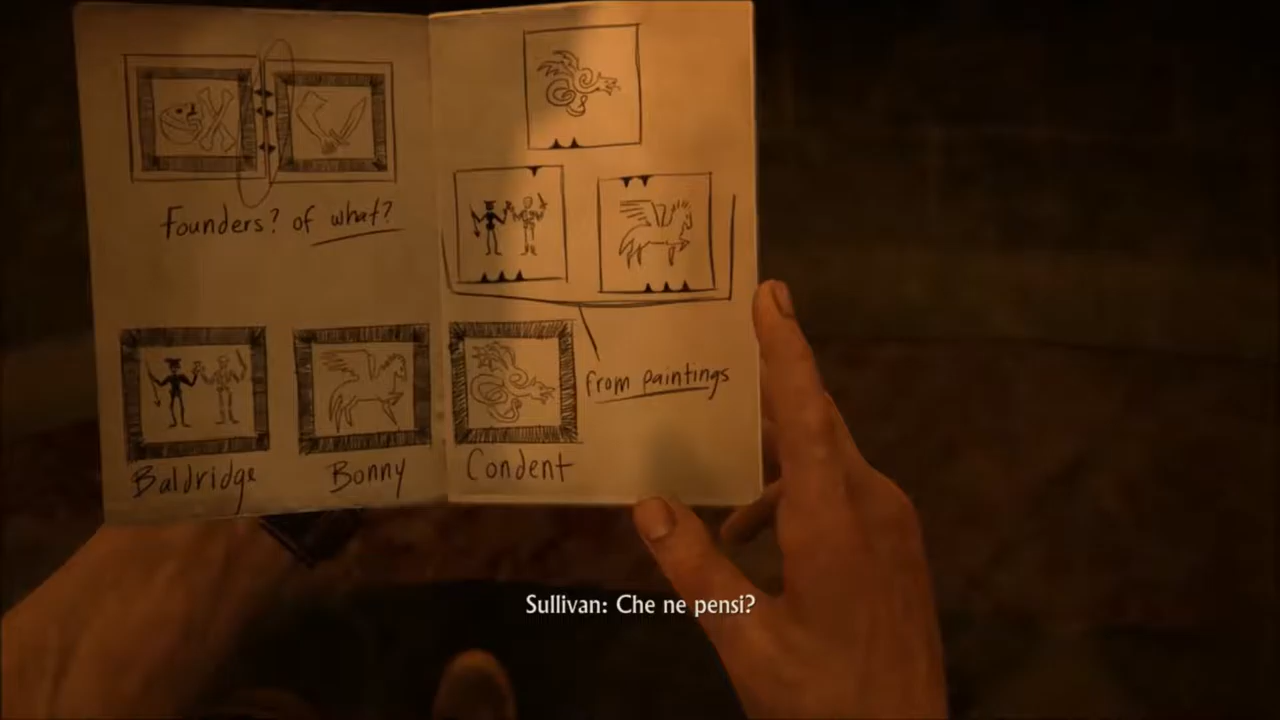 Founders? of what?
from paintings
Baldridge
Bonny
Condent
Sullivan: Che ne pensi?